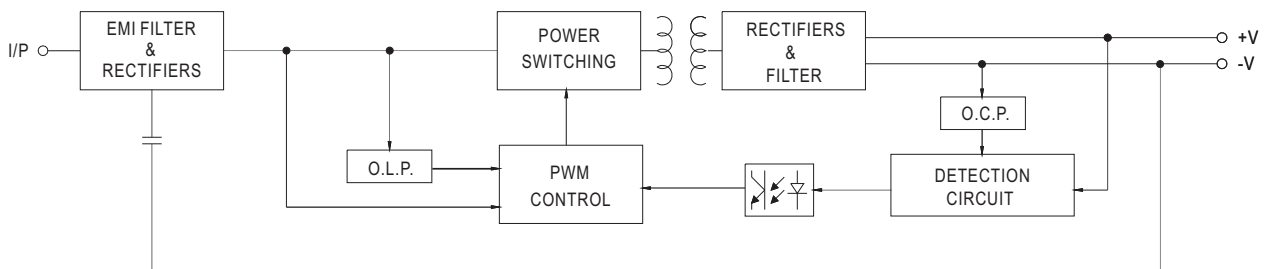 I/P
EMI FILTER
&
RECTIFIERS
POWER
SWITCHING
RECTIFIERS
&
FILTER
+V
-V
O.C.P.
O.L.P.
PWM
CONTROL
DETECTION
CIRCUIT